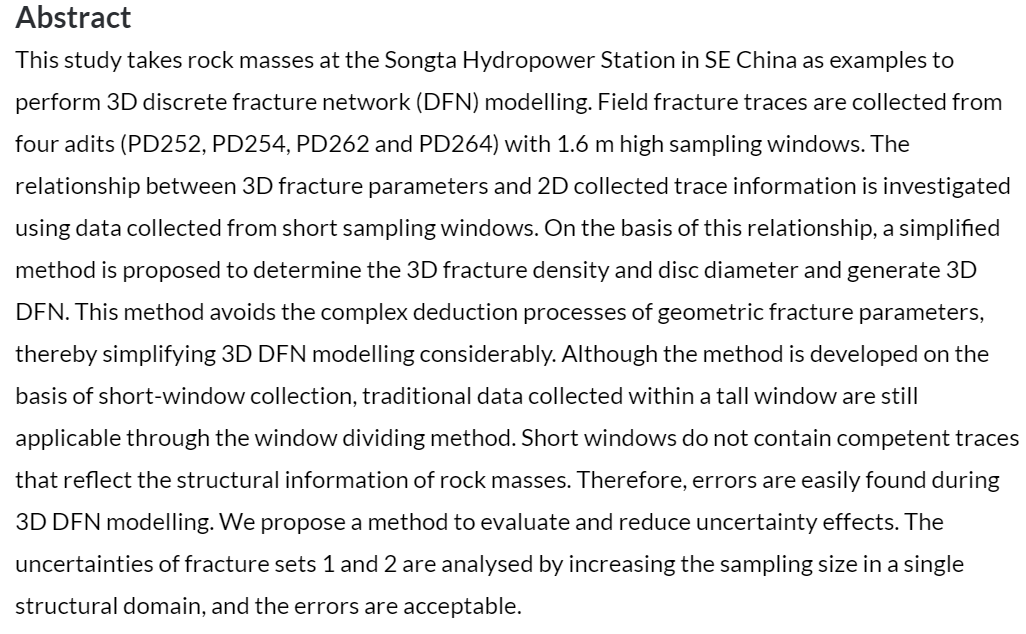 Abstract
This study takes rock masses at the Songta Hydropower Station in SE China as examples to
perform 3D discrete fracture network (DFN) modelling. Field fracture traces are collected from
four adits (PD252, PD254, PD262 and PD264) with 1.6 m high sampling windows. The
relationship between 3D fracture parameters and 2D collected trace information is investigated
using data collected from short sampling windows. On the basis of this relationship, a simplified
method is proposed to determine the 3D fracture density and disc diameter and generate 3D
DFN. This method avoids the complex deduction processes of geometric fracture parameters,
thereby simplifying 3D DFN modelling considerably. Although the method is developed on the
basis of short-window collection, traditional data collected within a tall window are still
applicable through the window dividing method. Short windows do not contain competent traces
that reflect the structural information of rock masses. Therefore, errors are easily found during
3D DFN modelling. We propose a method to evaluate and reduce uncertainty effects. The
uncertainties of fracture sets 1 and 2 are analysed by increasing the sampling size in a single
structural domain, and the errors are acceptable.